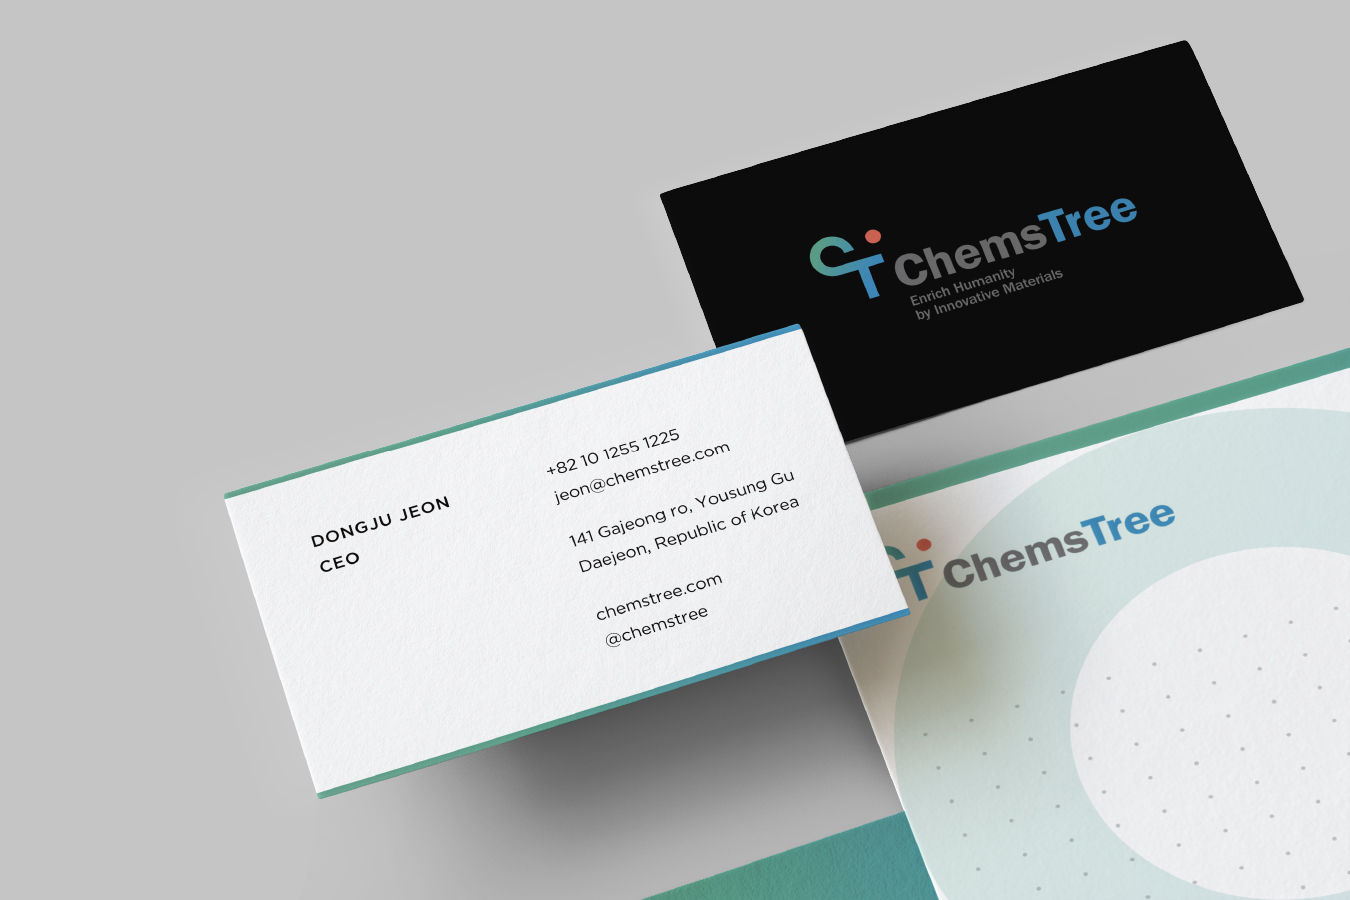 ChemsTree
Enrich Humanity
by Innovative Materials
DONGJU JEON
CEO
+82 10 1255 1225
jeon@chemstree.com
141 Gajeong ro, Yousung Gu
Daejeon, Republic of Korea
chemstree.com
@chemstree
ChemsTree